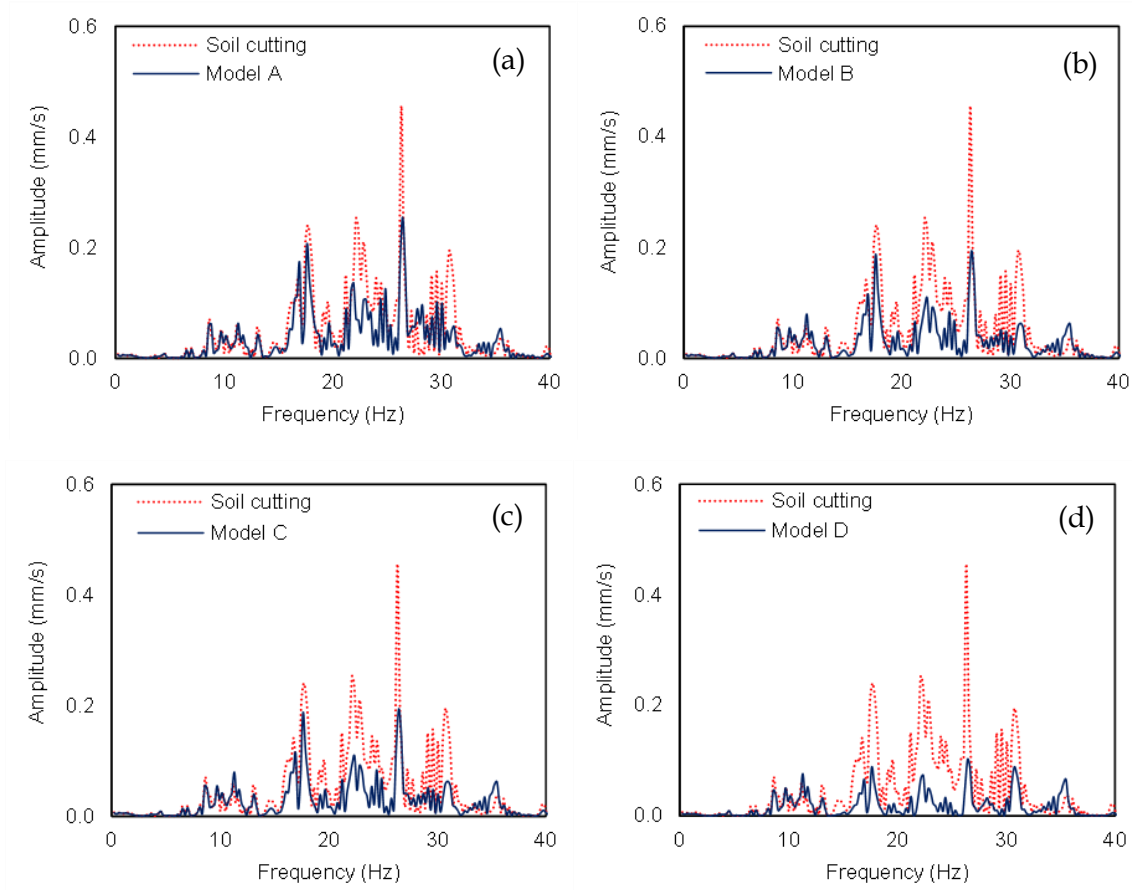 0.6
Soil cutting
Model A
(a)
0.4
0.2
0.0
Amplitude (mm/s)
0 10 20 30 40
Frequency (Hz)
0.6
Soil cutting
Model B
(b)
0.4
0.2
0.0
Amplitude (mm/s)
0 10 20 30 40
Frequency (Hz)
0.6
Soil cutting
Model C
(c)
0.4
0.2
0.0
Amplitude (mm/s)
0 10 20 30 40
Frequency (Hz)
0.6
Soil cutting
Model D
(d)
0.4
0.2
0.0
Amplitude (mm/s)
0 10 20 30 40
Frequency (Hz)